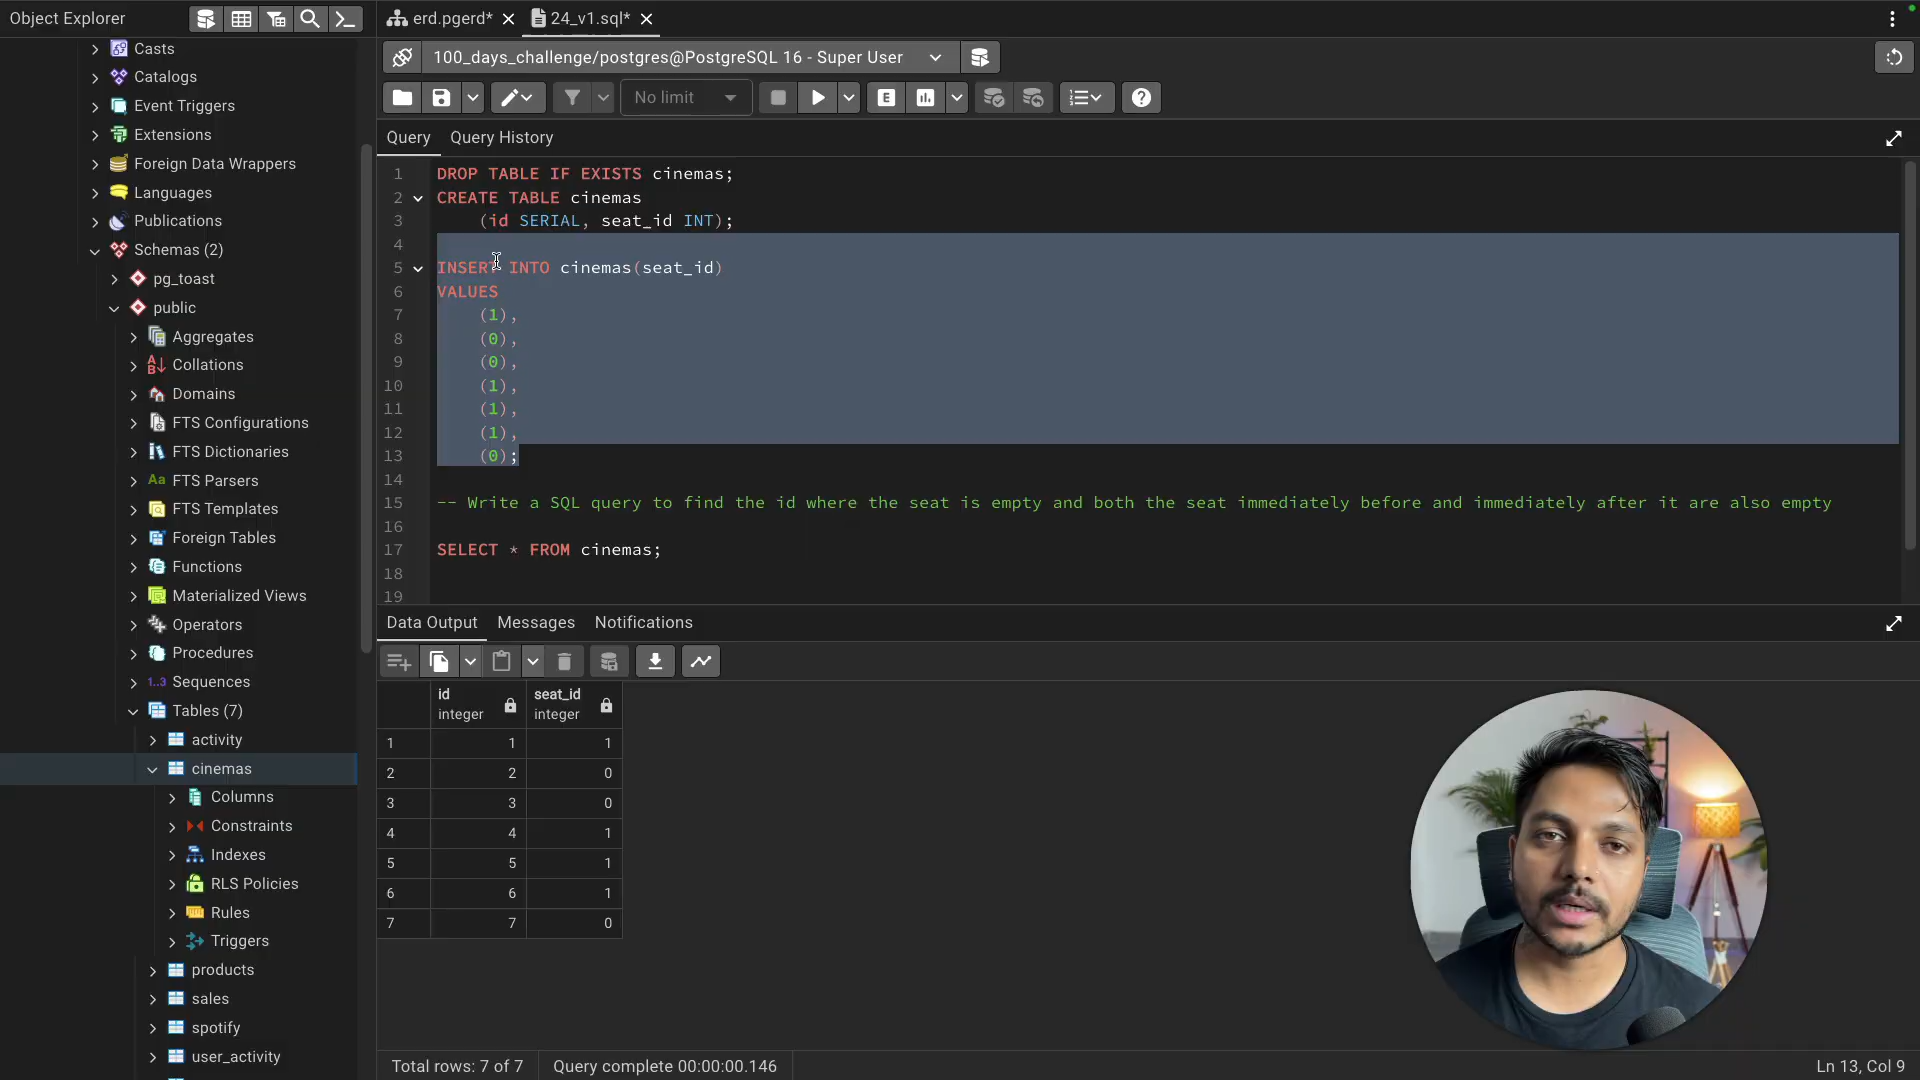 Object Explorer
erd.pgerd*
24_v1.sql*
100_days_challenge/postgres@PostgreSQL 16 - Super User
No limit
E
Query
Query History
Casts
Catalogs
Event Triggers
Extensions
Foreign Data Wrappers
Languages
Publications
Schemas (2)
pg_toast
public
Aggregates
Collations
Domains
FTS Configurations
FTS Dictionaries
Aa FTS Parsers
FTS Templates
Foreign Tables
Functions
Materialized Views
Operators
Procedures
1..3 Sequences
Tables (7)
activity
cinemas
Columns
Constraints
Indexes
RLS Policies
Rules
Triggers
products
sales
spotify
user_activity
1 DROP TABLE IF EXISTS cinemas;
2 CREATE TABLE cinemas
3 (id SERIAL, seat_id INT);
4
5 INSERT INTO cinemas(seat_id)
6 VALUES
7 (1),
8 (0),
9 (0),
10 (1),
11 (1),
12 (1),
13 (0);
14
15 -- Write a SQL query to find the id where the seat is empty and both the seat immediately before and immediately after it are also empty
16
17 SELECT * FROM cinemas;
18
19
Data Output
Messages
Notifications
id seat_id
integer integer
1 1 1
2 2 0
3 3 0
4 4 1
5 5 1
6 6 1
7 7 0
Total rows: 7 of 7
Query complete 00:00:00.146
Ln 13, Col 9